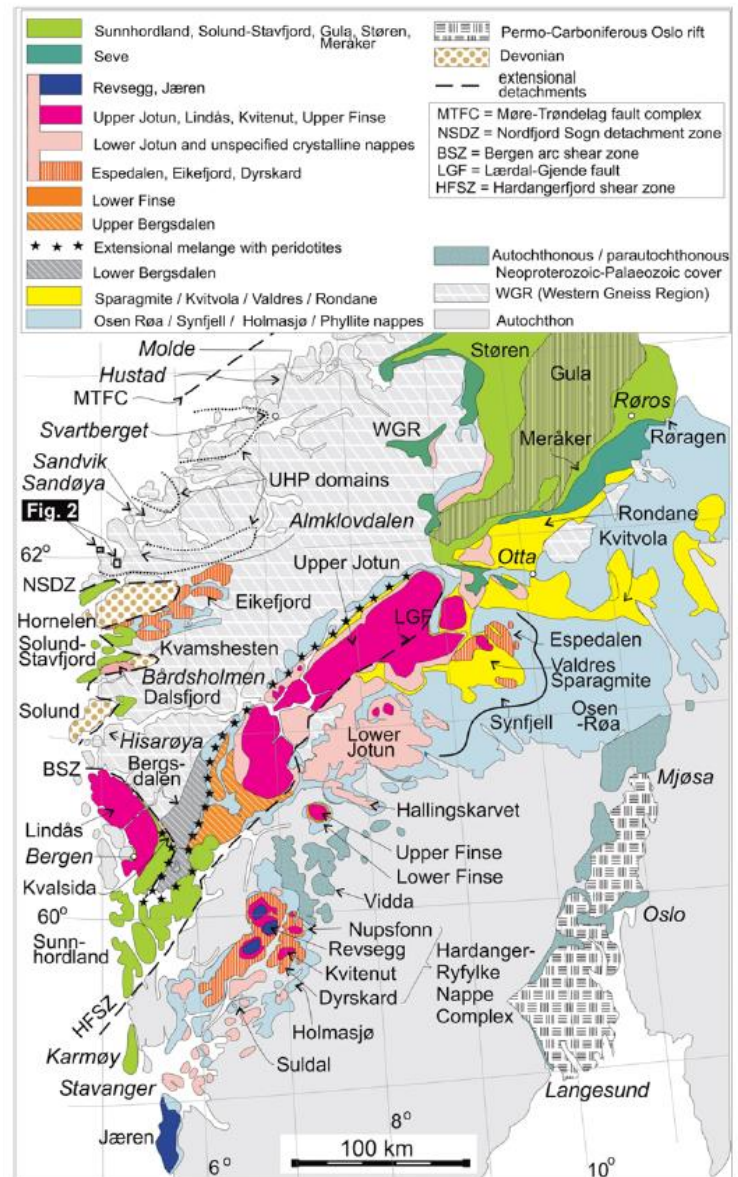 Sunnhordland, Solund-Stavfjord, Gula, Støren,
Meråker
Seve
Revsegg, Jæren
Upper Jotun, Lindås, Kvitenut, Upper Finse
Lower Jotun and unspecified crystalline nappes
Espedalen, Eikefjord, Dyrskard
Lower Finse
Upper Bergsdalen
Extensional melange with peridotites
Lower Bergsdalen
Sparagmite / Kvitvola / Valdres / Rondane
Osen Røa / Synfjell / Holmasjø / Phyllite nappes
Permo-Carboniferous Oslo rift
Devonian
extensional
detachments
MTFC = Møre-Trøndelag fault complex
NSDZ = Nordfjord Sogn detachment zone
BSZ = Bergen arc shear zone
LGF = Lærdal-Gjende fault
HFSZ = Hardangerfjord shear zone
Autochthonous / parautochthonous
Neoproterozoic-Palaeozoic cover
WGR (Western Gneiss Region)
Autochthon
Molde
Hustad
MTFC
Svartberget
Sandvik
Sandøya
Fig. 2
62°
UHP domains
Almklovdalen
WGR
Støren
Gula
Røros
Meråker
Røragen
Rondane
Kvitvola
Otta
Upper Jotun
NSDZ
Hornelen
Eikefjord
Solund-
Stavfjord
Kvamshesten
Bårdsholmen
Dalsfjord
Solund
Hisarøya
LGF
Espedalen
Valdres
Sparagmite
Synfjell
Osen
-Røa
Lower
Jotun
Mjøsa
BSZ
Bergs-
dalen
Lindås
Bergen
Kvalsida
60°
Sunn-
hordland
Hallingskarvet
Upper Finse
Lower Finse
Vidda
Oslo
Nupsfonn
Revsegg
Kvitenut
Dyrskard
Hardanger-
Ryfylke
Nappe
Complex
Holmasjø
Suldal
HFSZ
Karmøy
Stavanger
Langesund
Jæren
6°
8°
10°
100 km